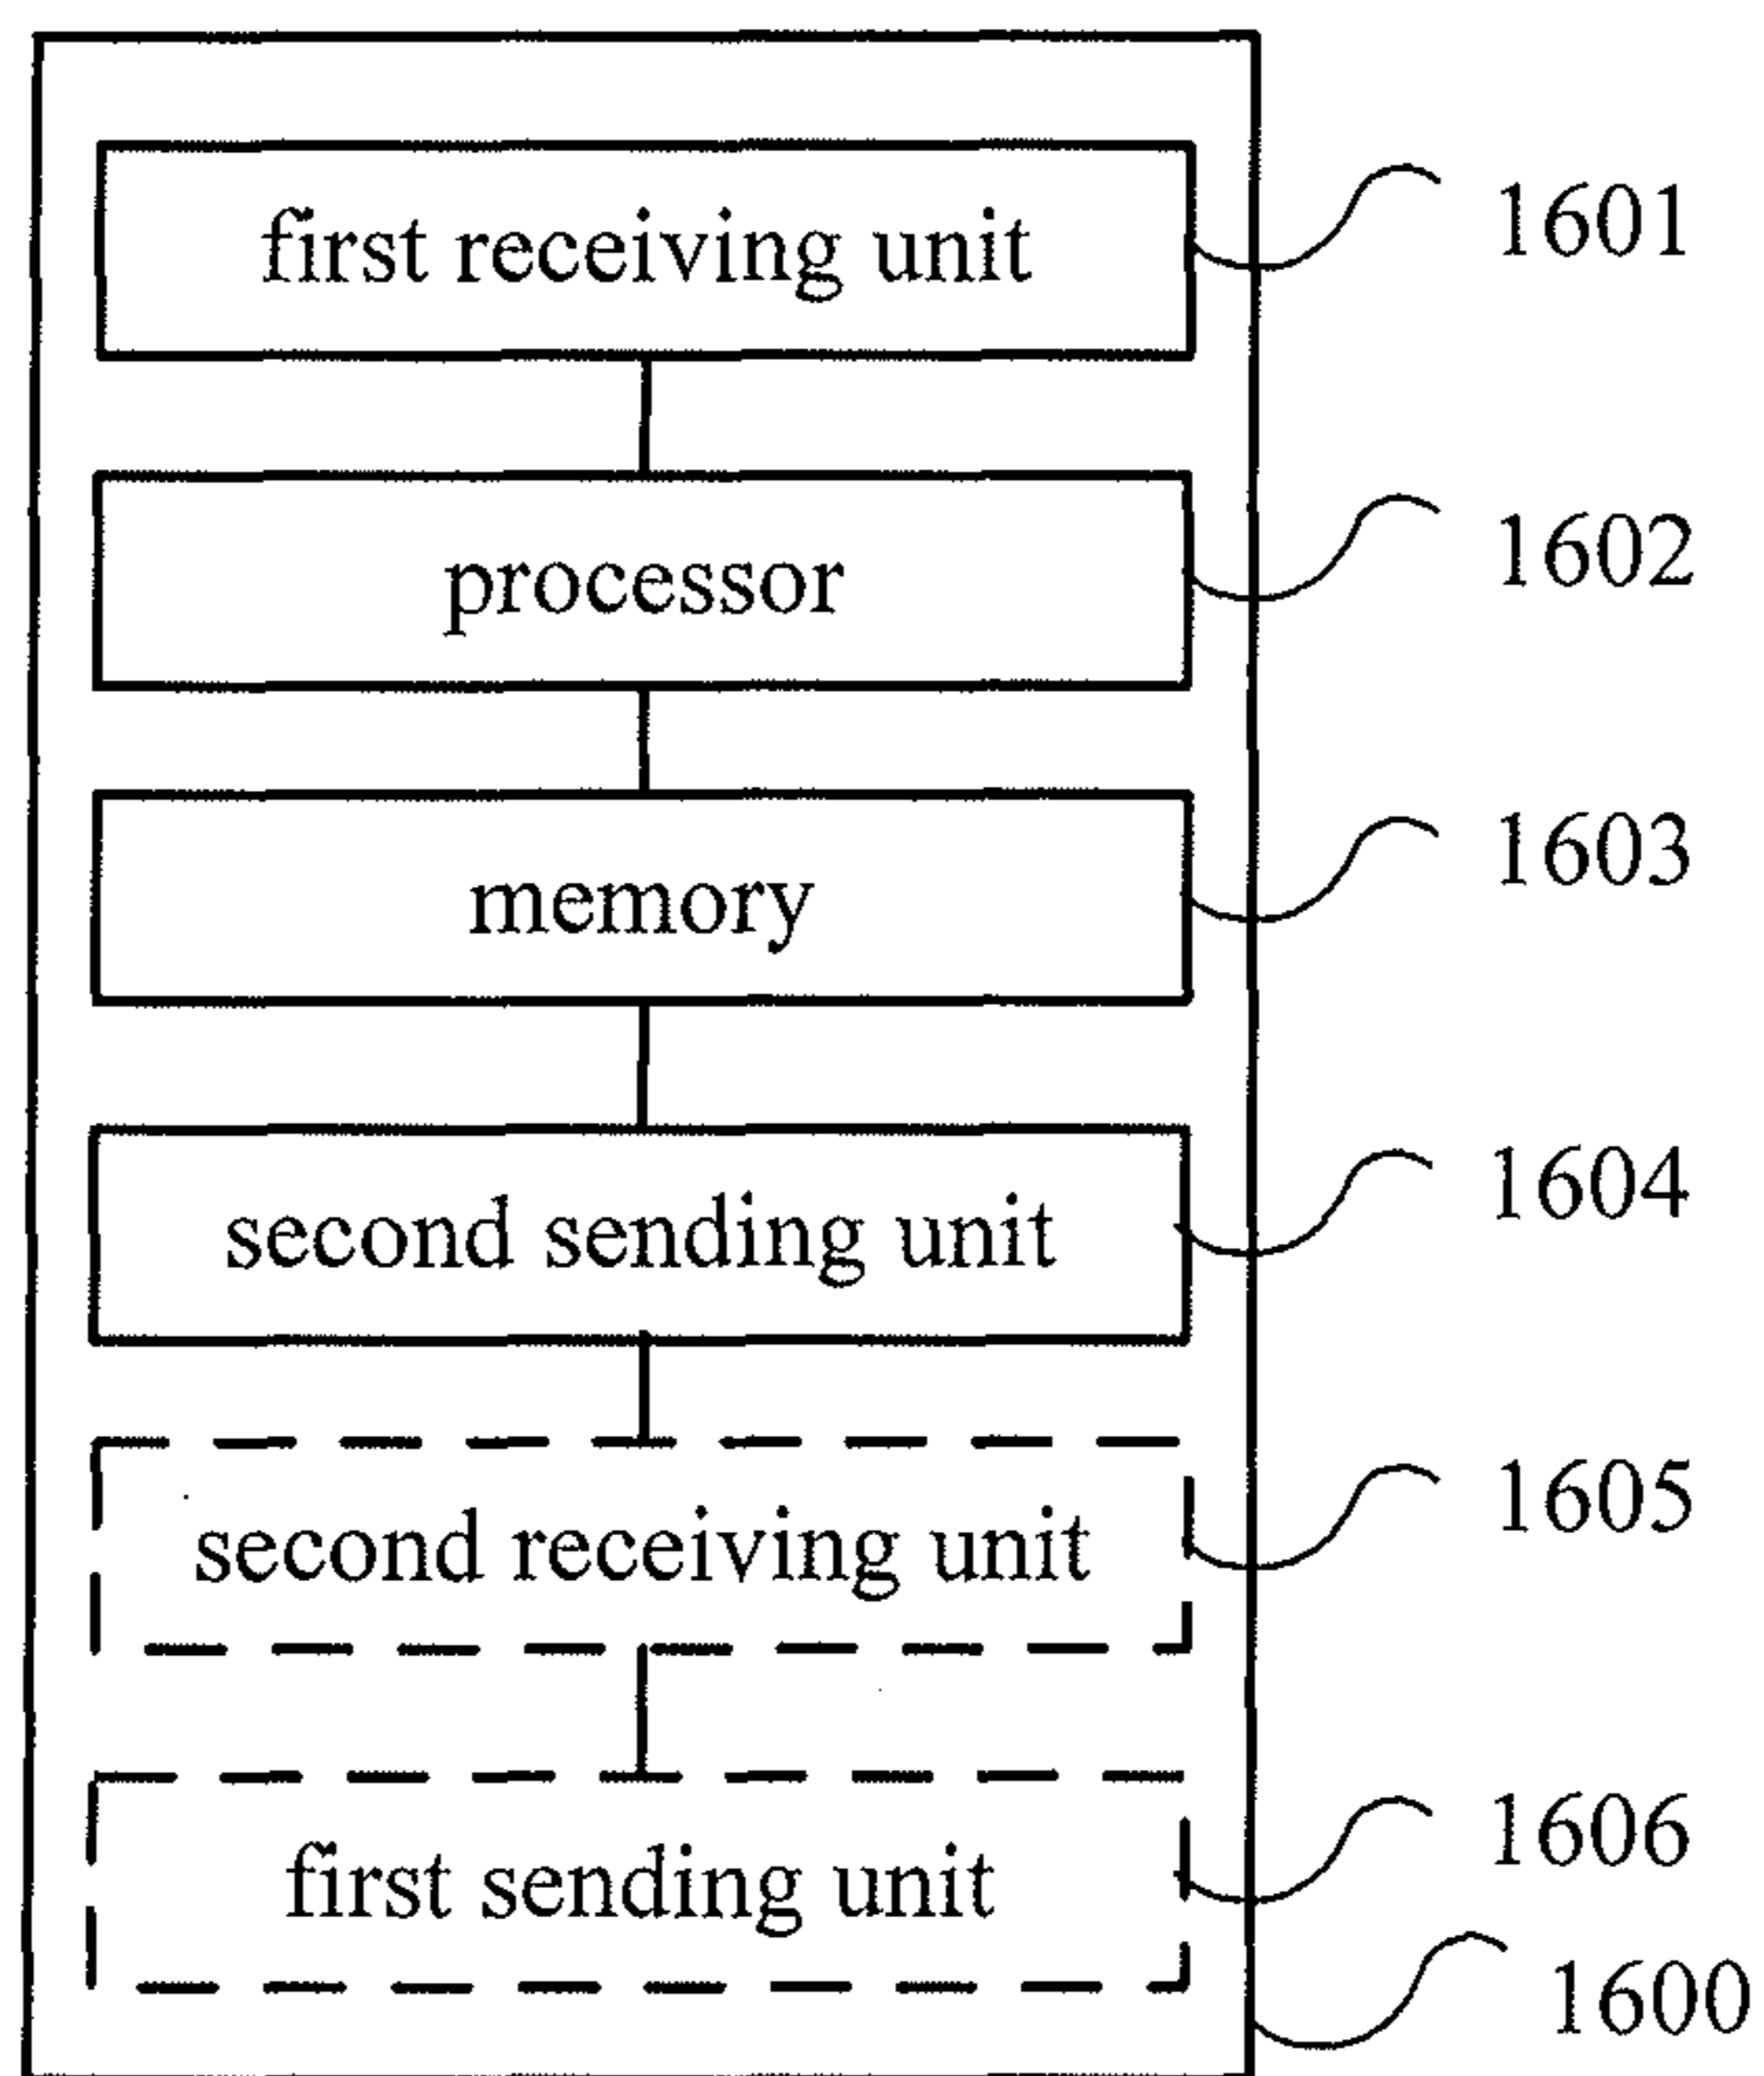 first receiving unit
1601
processor
1602
memory
1603
second sending unit
1604
second receiving unit
1605
first sending unit
1606
1600